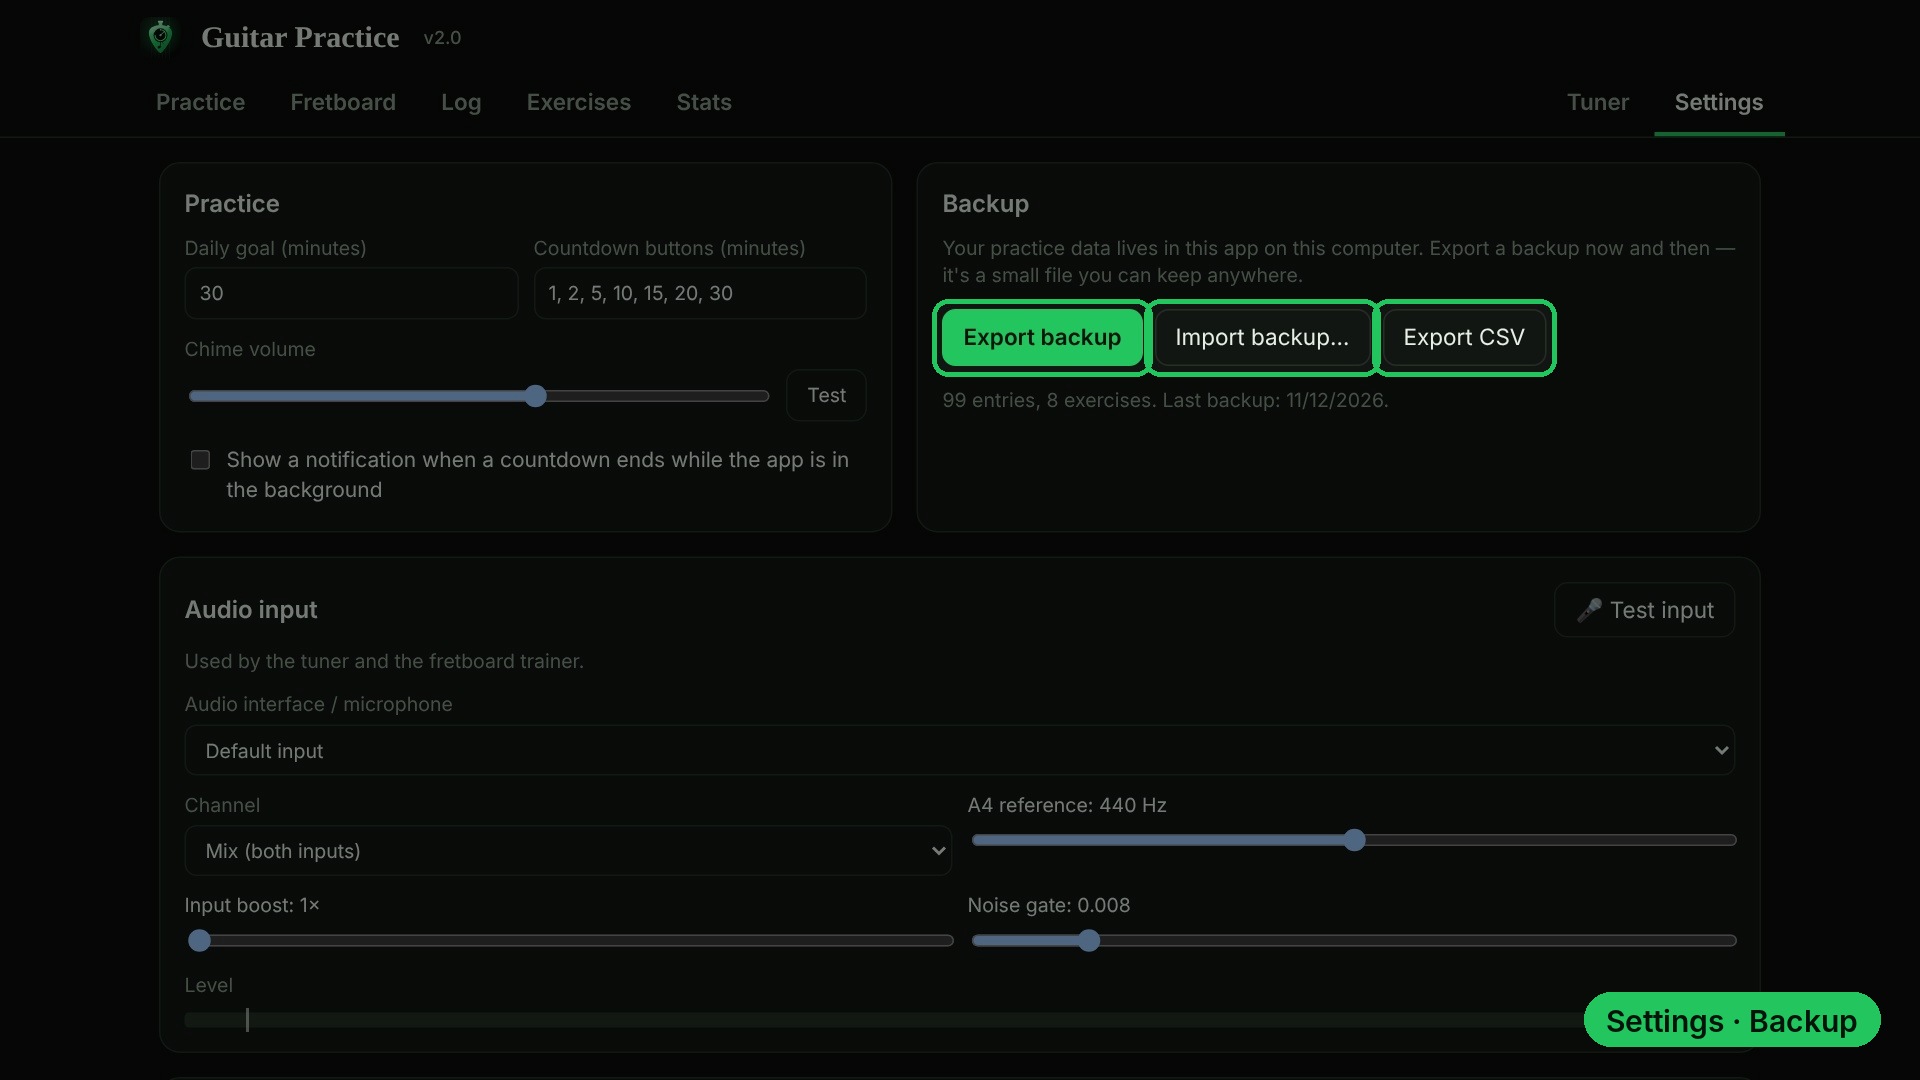 Guitar Practice v2.0
Practice Fretboard Log Exercises Stats Tuner Settings
Practice
Daily goal (minutes) Countdown buttons (minutes)
30 1, 2, 5, 10, 15, 20, 30
Chime volume
Test
Show a notification when a countdown ends while the app is in
the background
Backup
Your practice data lives in this app on this computer. Export a backup now and then —
it's a small file you can keep anywhere.
Export backup Import backup... Export CSV
99 entries, 8 exercises. Last backup: 11/12/2026.
Audio input Test input
Used by the tuner and the fretboard trainer.
Audio interface / microphone
Default input
Channel A4 reference: 440 Hz
Mix (both inputs)
Input boost: 1× Noise gate: 0.008
Level
Settings · Backup